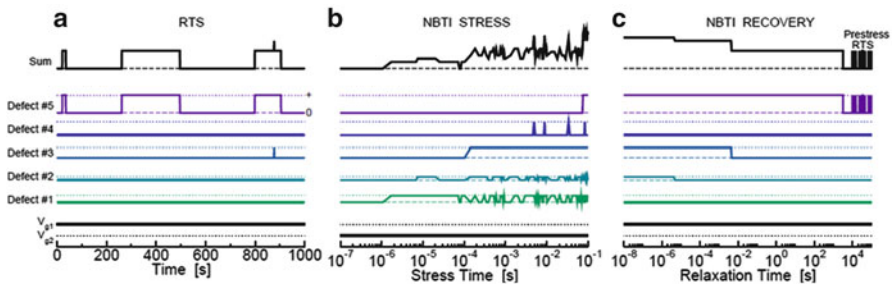 a RTS b NBTI STRESS c NBTI RECOVERY
Prestress
RTS
Sum
Defect #5 + 0
Defect #4
Defect #3
Defect #2
Defect #1
Vg1
Vg2
0 200 400 600 800 1000 10⁻⁷ 10⁻⁶ 10⁻⁵ 10⁻⁴ 10⁻³ 10⁻² 10⁻¹ 10⁻⁸ 10⁻⁶ 10⁻⁴ 10⁻² 10⁰ 10² 10⁴
Time [s] Stress Time [s] Relaxation Time [s]